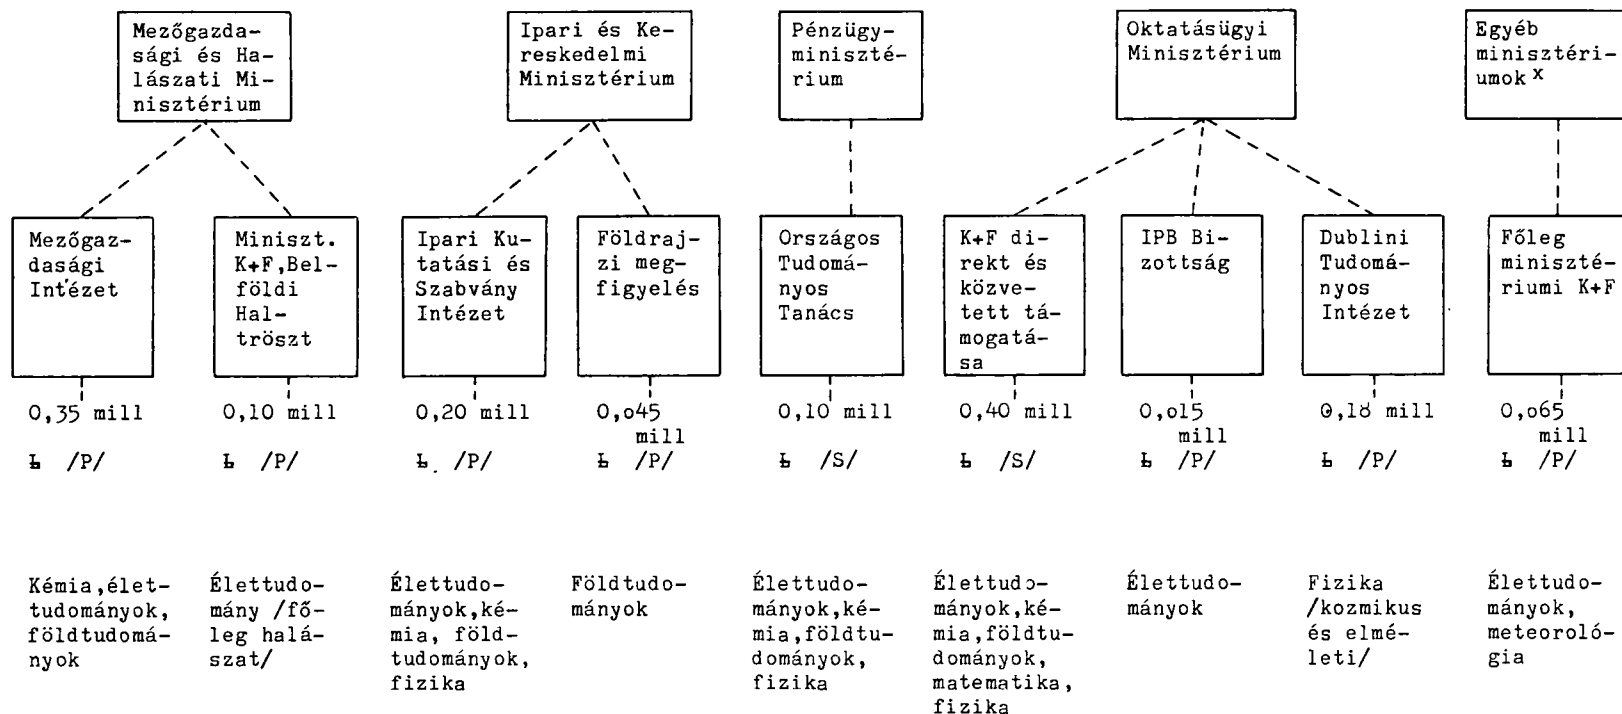 Mezőgazda-
sági és Ha-
lászati Mi-
nisztérium
Ipari és Ke-
reskedelmi
Minisztérium
Pénzügy-
miniszté-
rium
Oktatásügyi
Minisztérium
Egyéb
minisztéri-
umok x
Mezőgaz-
dasági
Intézet
Miniszt.
K+F,Bel-
földi
Hal-
tröszt
Ipari Ku-
tatási és
Szabvány
Intézet
Földraj-
zi meg-
figyelés
Országos
Tudomá-
nyos
Tanács
K+F di-
rekt és
közve-
tett tá-
mogatá-
sa
IPB Bi-
zottság
Dublini
Tudomá-
nyos
Intézet
Főleg
miniszté-
riumi K+F
0,35 mill
Ł /P/
0,10 mill
Ł /P/
0,20 mill
Ł /P/
0,o45
mill
Ł /P/
0,10 mill
Ł /S/
0,40 mill
Ł /S/
0,o15
mill
Ł /P/
0,18 mill
Ł /P/
0,o65
mill
Ł /P/
Kémia,élet-
tudományok,
földtudomá-
nyok
Élettudo-
mány /fő-
leg halá-
szat/
Élettudo-
mányok,ké-
mia, föld-
tudományok,
fizika
Földtudo-
mányok
Élettudo-
mányok,ké-
mia,földtu-
dományok,
fizika
Élettudo-
mányok,ké-
mia,földtu-
dományok,
matematika,
fizika
Élettudo-
mányok
Fizika
/kozmikus
és elmé-
leti/
Élettudo-
mányok,
meteoroló-
gia